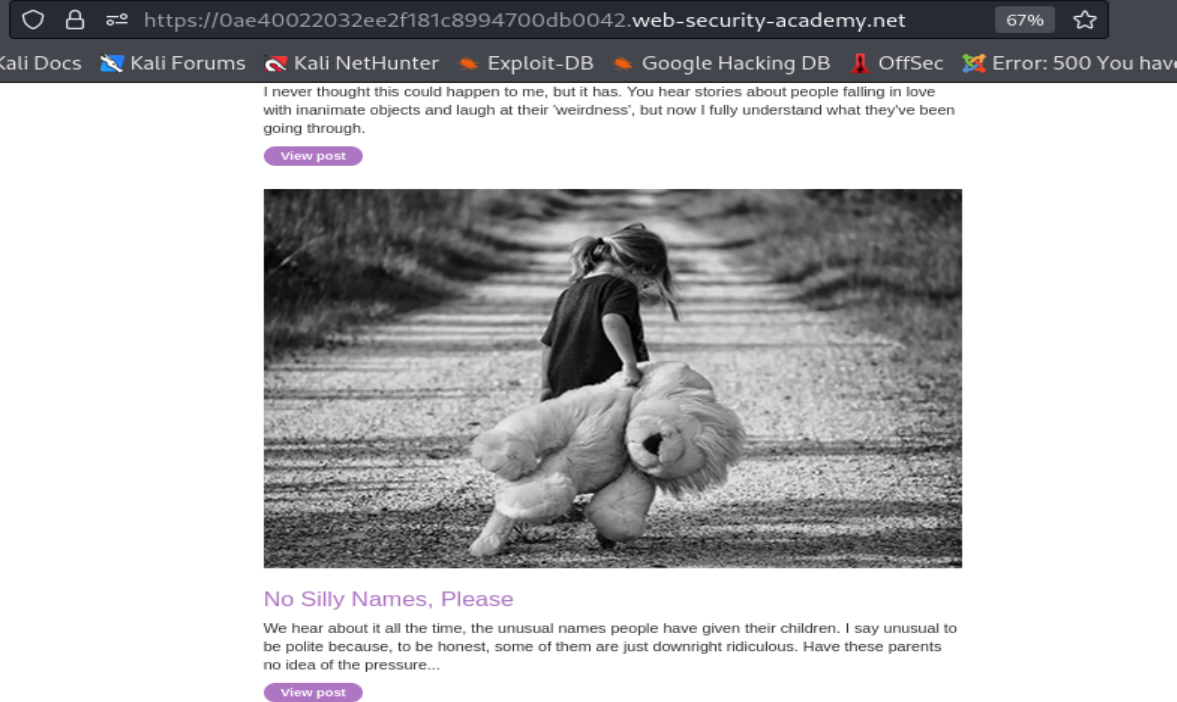 https://0ae40022032ee2f181c8994700db0042.web-security-academy.net 67%
Kali Docs Kali Forums Kali NetHunter Exploit-DB Google Hacking DB OffSec Error: 500 You have
I never thought this could happen to me, but it has. You hear stories about people falling in love
with inanimate objects and laugh at their 'weirdness', but now I fully understand what they've been
going through.
View post
No Silly Names, Please
We hear about it all the time, the unusual names people have given their children. I say unusual to
be polite because, to be honest, some of them are just downright ridiculous. Have these parents
no idea of the pressure...
View post